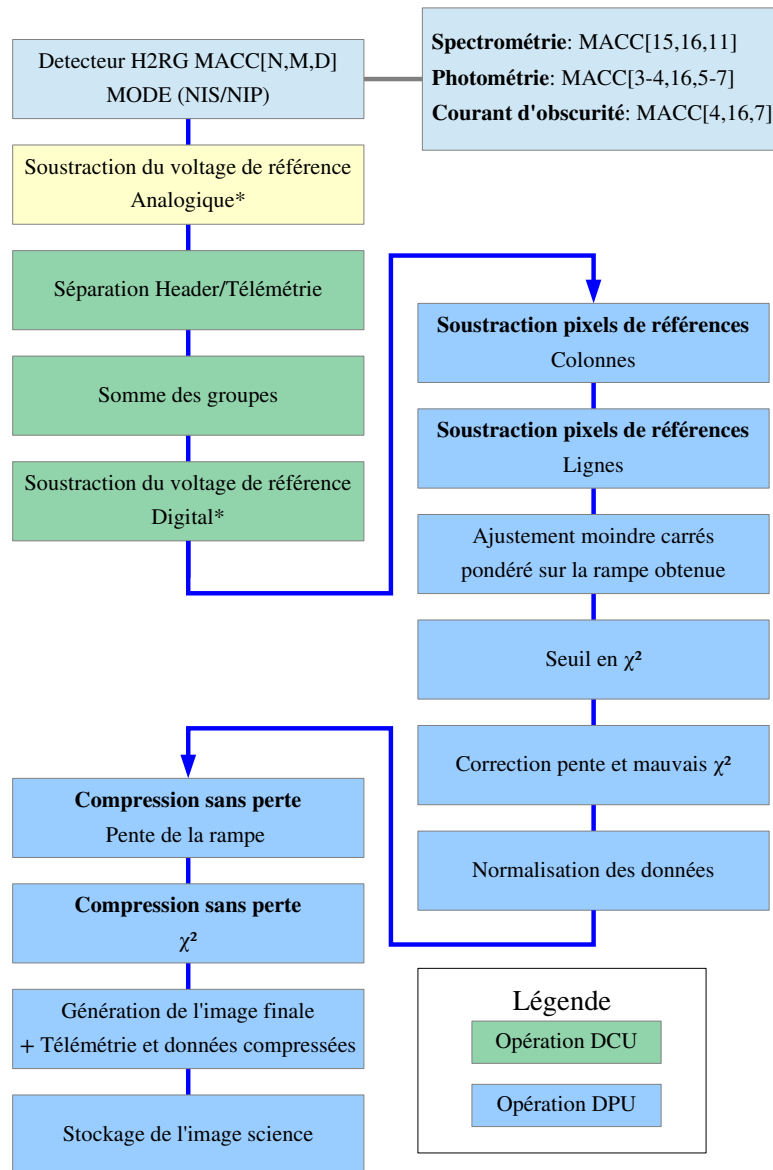 Detecteur H2RG MACC[N,M,D]
MODE (NIS/NIP)
Spectrométrie: MACC[15,16,11]
Photométrie: MACC[3-4,16,5-7]
Courant d'obscurité: MACC[4,16,7]
Soustraction du voltage de référence
Analogique*
Séparation Header/Télémétrie
Somme des groupes
Soustraction du voltage de référence
Digital*
Soustraction pixels de références
Colonnes
Soustraction pixels de références
Lignes
Ajustement moindre carrés
pondéré sur la rampe obtenue
Seuil en χ²
Correction pente et mauvais χ²
Normalisation des données
Compression sans perte
Pente de la rampe
Compression sans perte
χ²
Génération de l'image finale
+ Télémétrie et données compressées
Stockage de l'image science
Légende
Opération DCU
Opération DPU